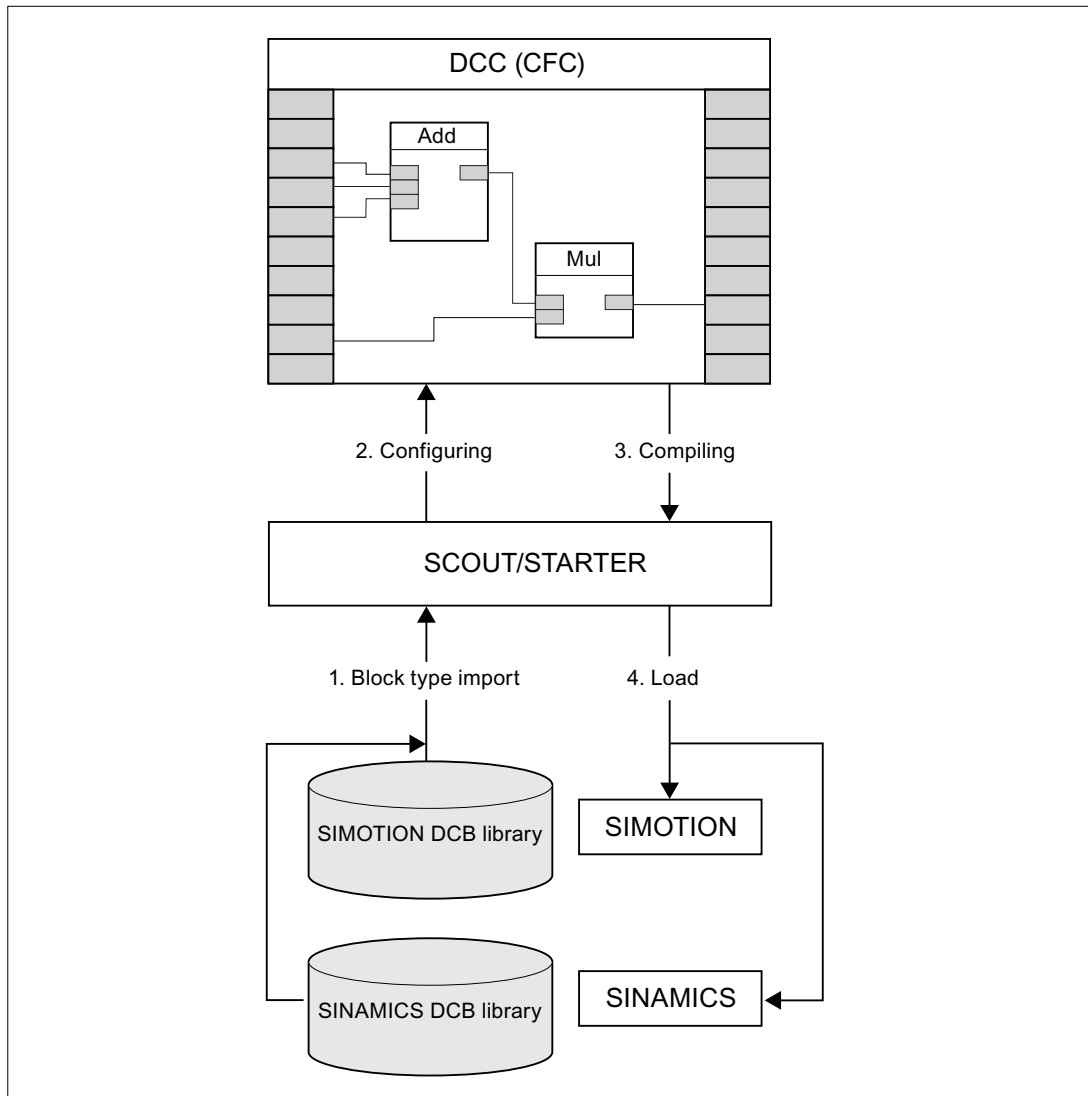 DCC (CFC)
Add
Mul
2. Configuring
3. Compiling
SCOUT/STARTER
1. Block type import
4. Load
SIMOTION DCB library
SIMOTION
SINAMICS DCB library
SINAMICS